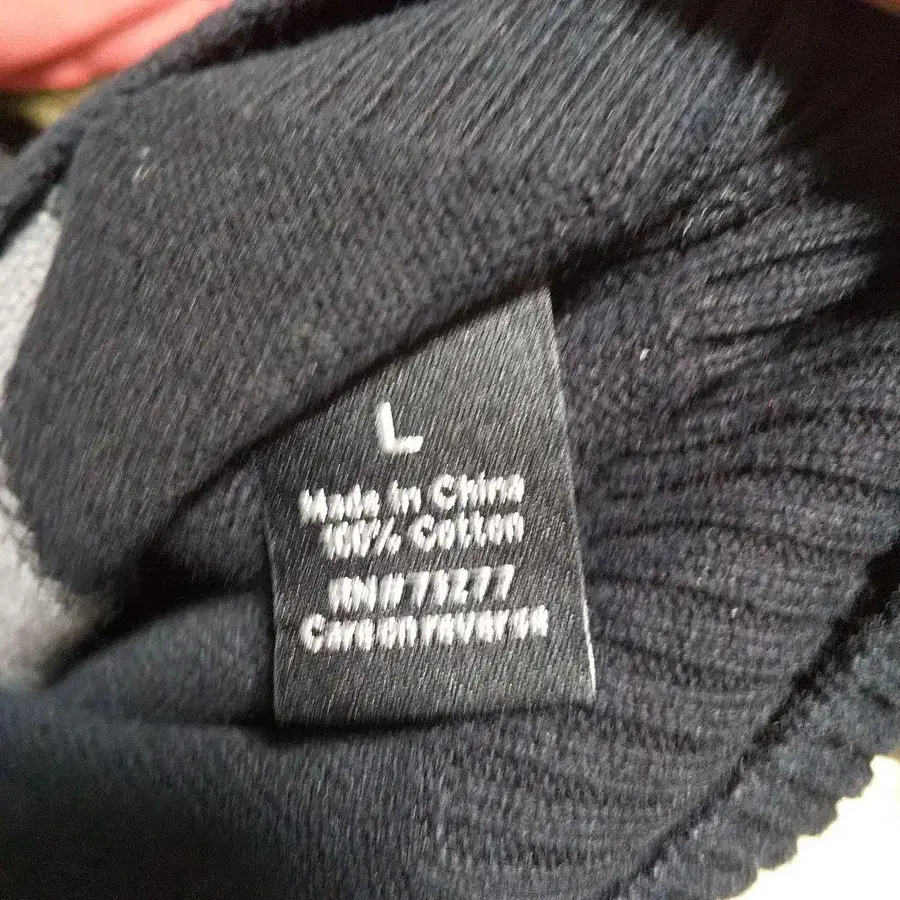 L
Made in China
100% Cotton
RN# 73277
Care on reverse